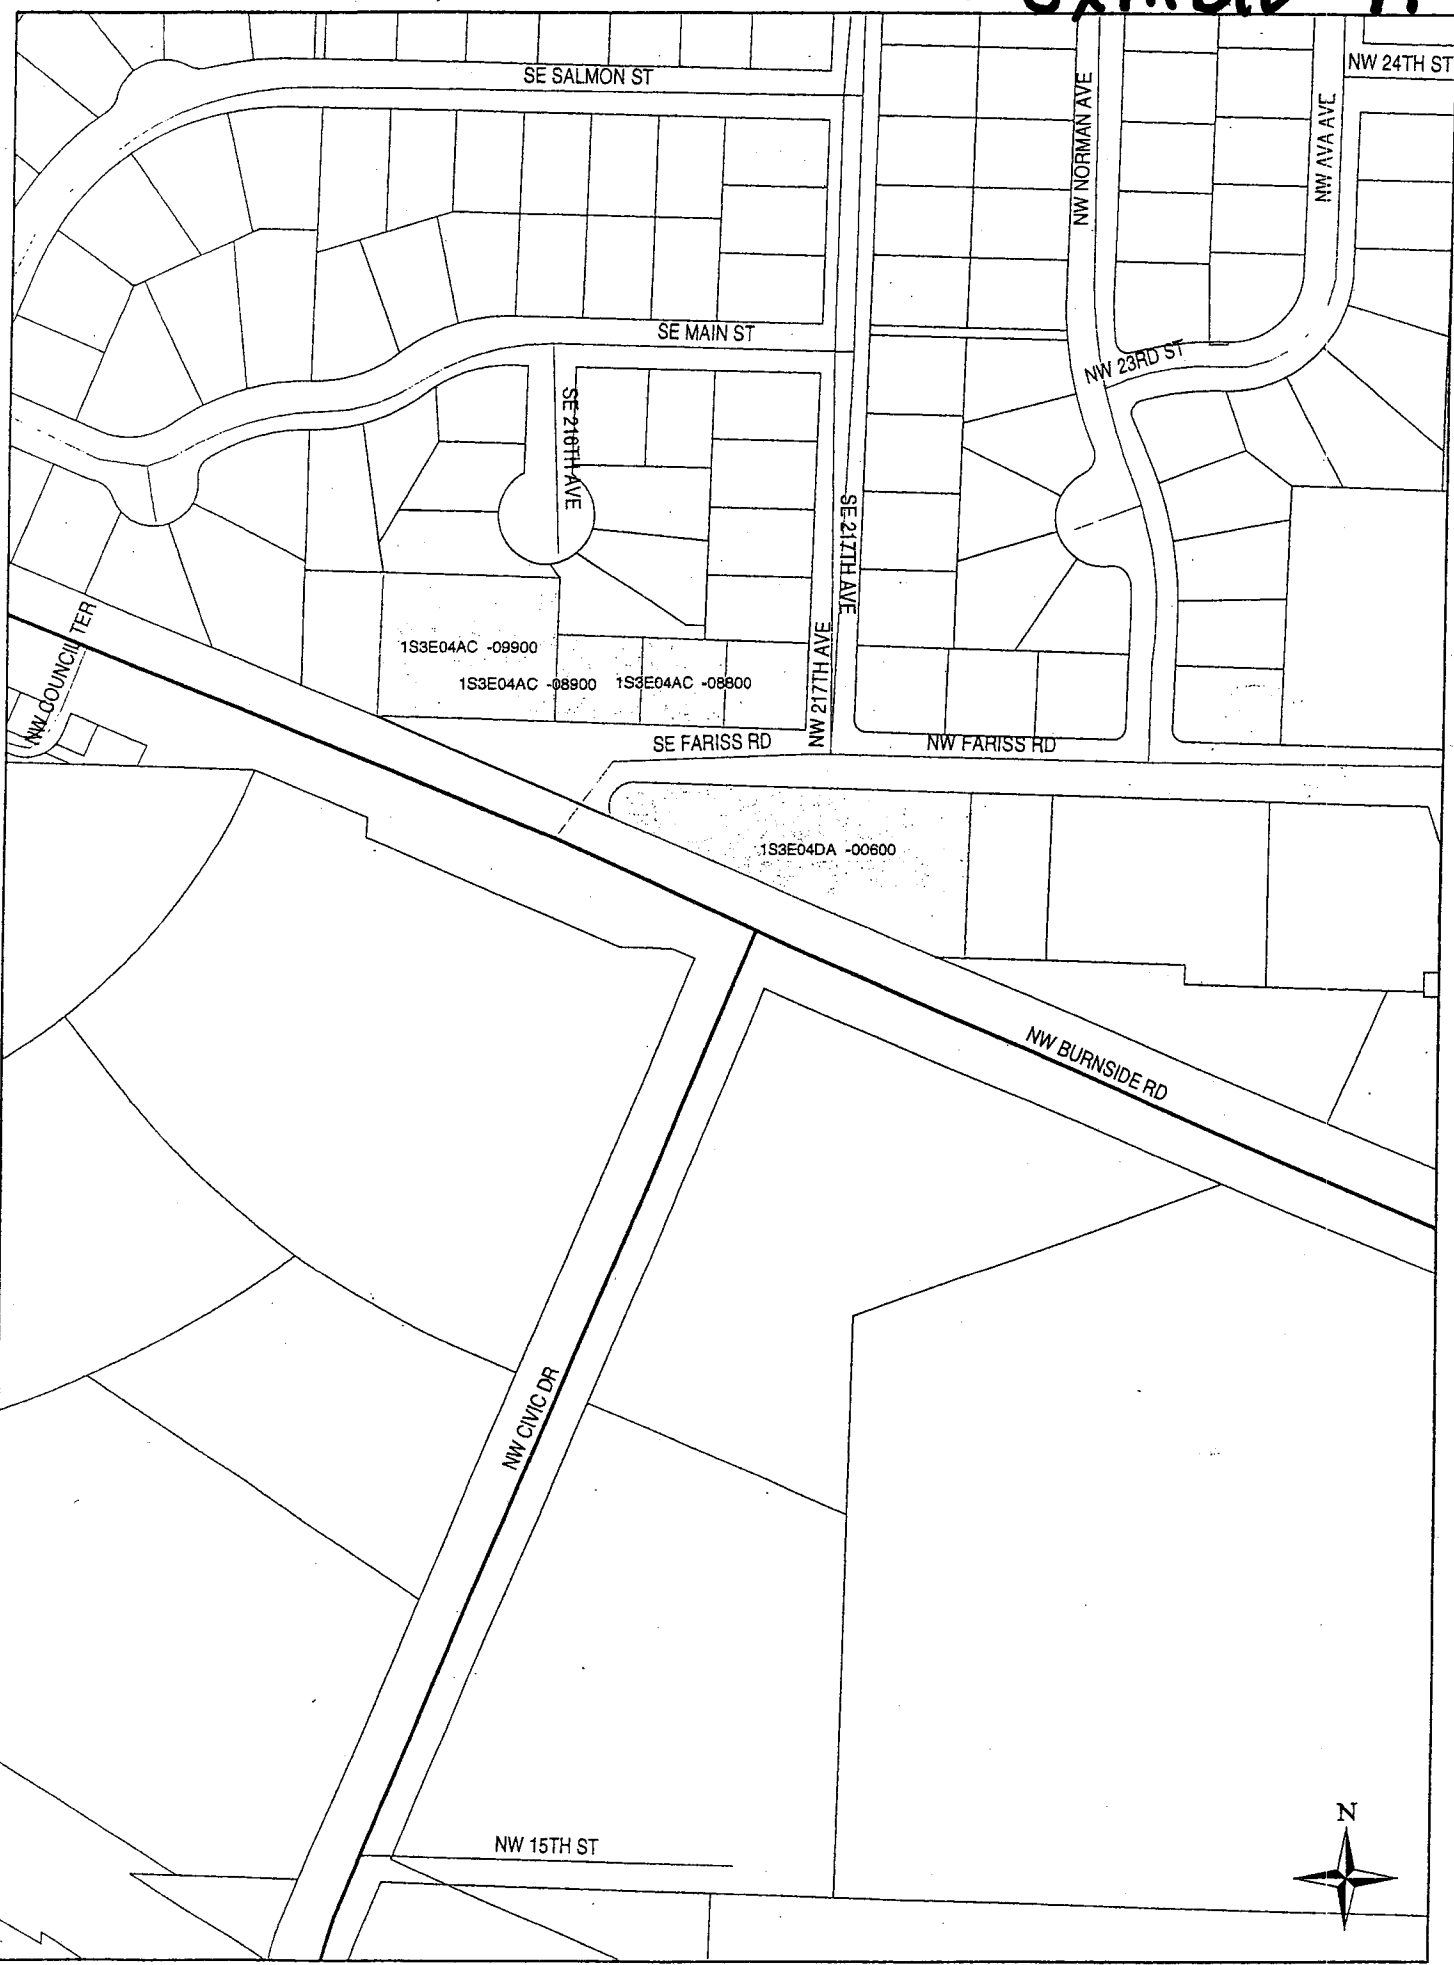 SE SALMON ST
NW 24TH ST
NW NORMAN AVE
NW AVA AVE
SE MAIN ST
NW 23RD ST
SE 216TH AVE
SE 217TH AVE
NW COUNCIL TER
1S3E04AC -09900
1S3E04AC -08900
1S3E04AC -08800
NW 217TH AVE
SE FARISS RD
NW FARISS RD
1S3E04DA -00600
NW BURNSIDE RD
NW CIVIC DR
N
NW 15TH ST